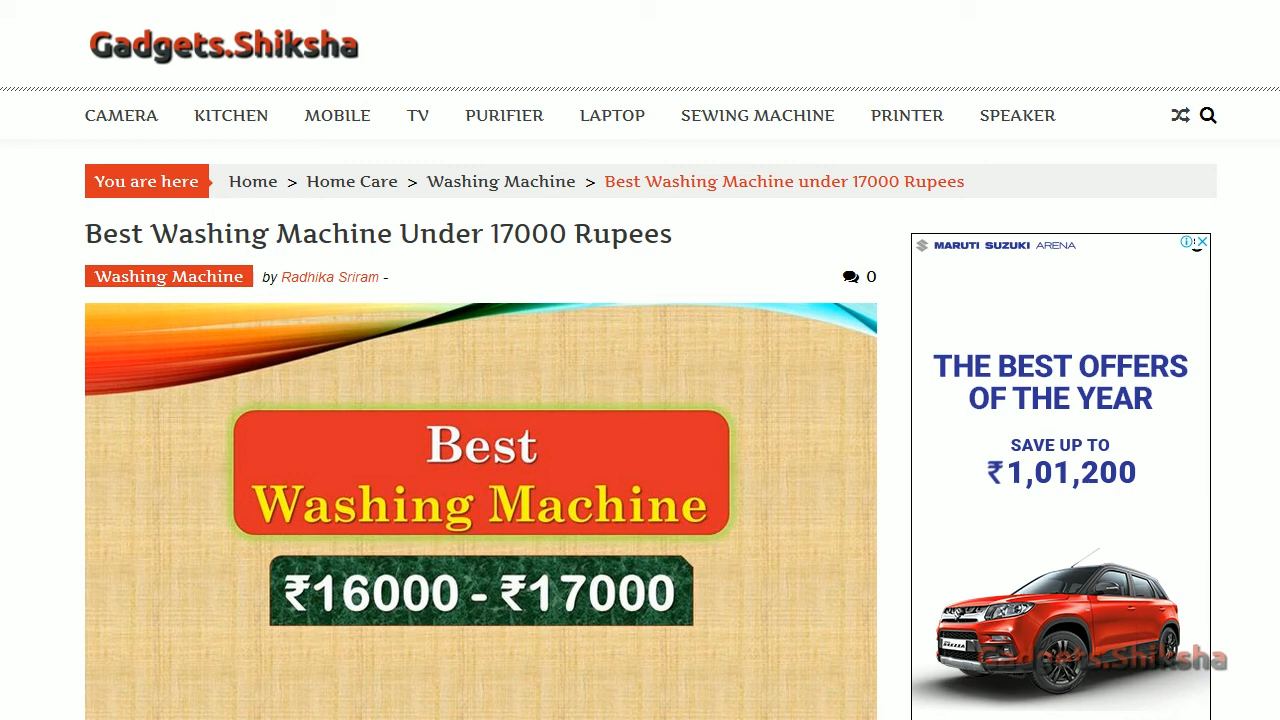 Gadgets.Shiksha
CAMERA KITCHEN MOBILE TV PURIFIER LAPTOP SEWING MACHINE PRINTER SPEAKER
You are here Home > Home Care > Washing Machine > Best Washing Machine under 17000 Rupees
Best Washing Machine Under 17000 Rupees
Washing Machine by Radhika Sriram - 0
Best
Washing Machine
₹16000 - ₹17000
MARUTI SUZUKI ARENA
THE BEST OFFERS
OF THE YEAR
SAVE UP TO
₹1,01,200
Gadgets.Shiksha